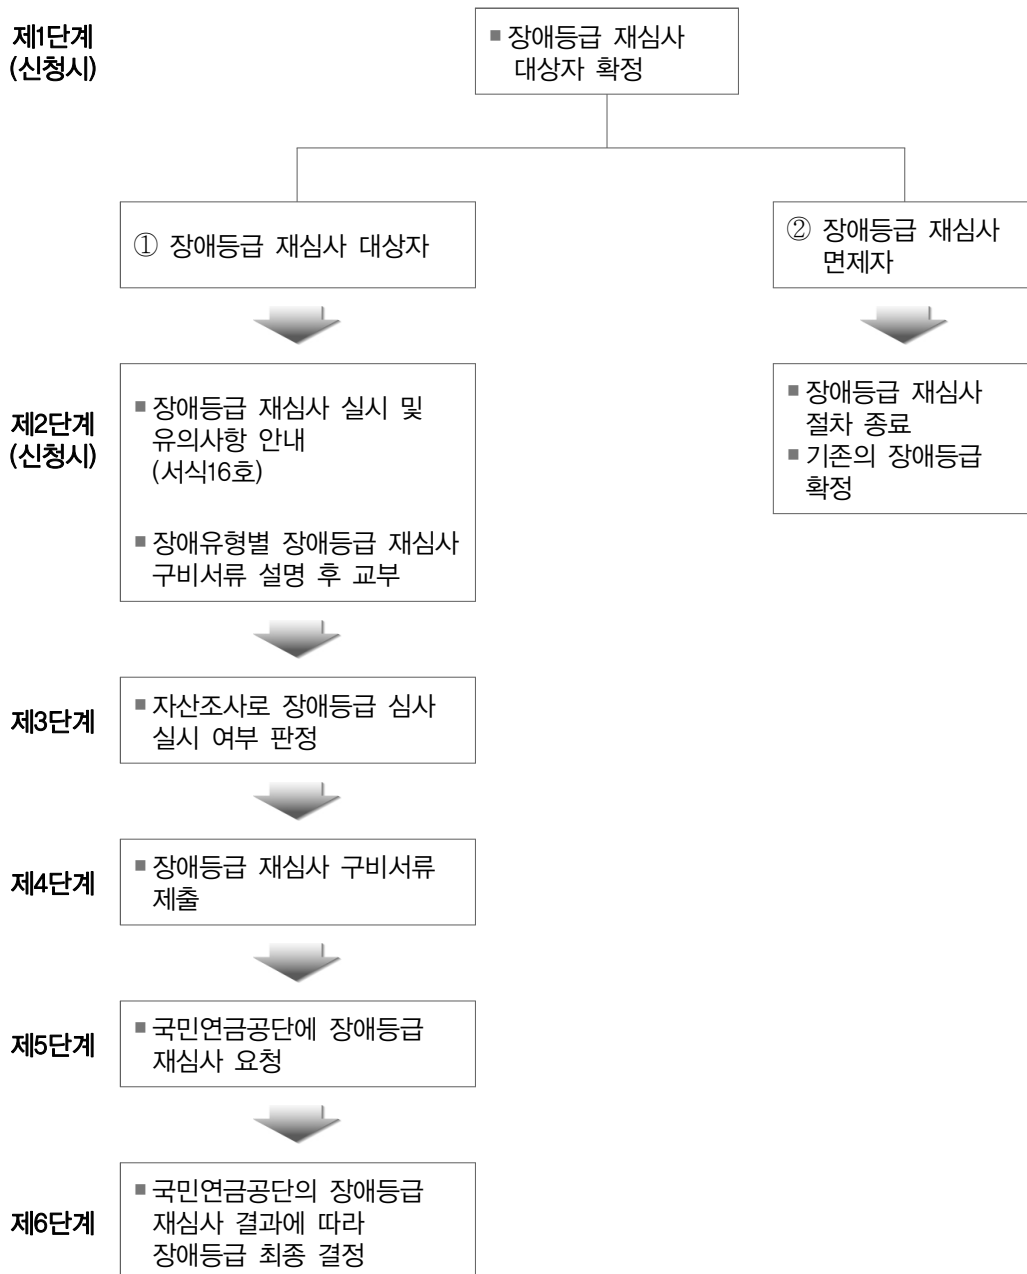 제1단계
(신청시)
▪ 장애등급 재심사
대상자 확정
① 장애등급 재심사 대상자
② 장애등급 재심사
면제자
제2단계
(신청시)
▪ 장애등급 재심사 실시 및
유의사항 안내
(서식16호)
▪ 장애유형별 장애등급 재심사
구비서류 설명 후 교부
▪ 장애등급 재심사
절차 종료
▪ 기존의 장애등급
확정
제3단계
▪ 자산조사로 장애등급 심사
실시 여부 판정
제4단계
▪ 장애등급 재심사 구비서류
제출
제5단계
▪ 국민연금공단에 장애등급
재심사 요청
제6단계
▪ 국민연금공단의 장애등급
재심사 결과에 따라
장애등급 최종 결정